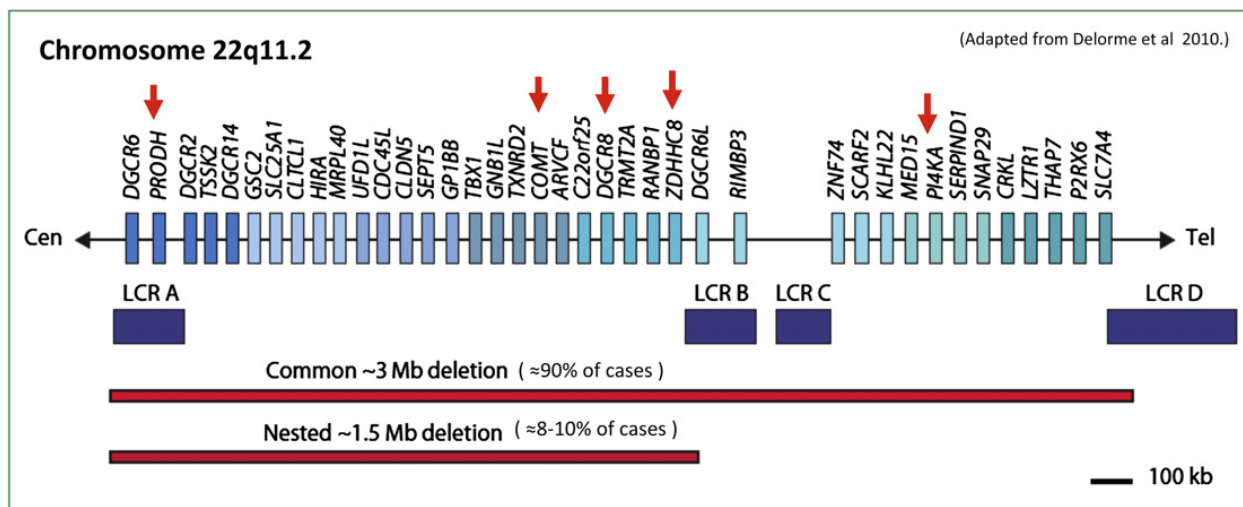 Chromosome 22q11.2
(Adapted from Delorme et al 2010.)
DGCR6
PRODH
DGCR2
TSSK2
DGCR14
GSC2
SLC25A1
CLTCL1
HIRA
MRPL40
UFD1L
CDC45L
CLDN5
SEPT5
GP1BB
TBX1
GNB1L
TXNRD2
COMT
ARVCF
C22orf25
DGCR8
TRMT2A
RANBP1
ZDHHC8
DGCR6L
RIMBP3
ZNF74
SCARF2
KLHL22
MED15
PI4KA
SERPIND1
SNAP29
CRKL
LZTR1
THAP7
P2RX6
SLC7A4
Cen
Tel
LCR A
LCR B
LCR C
LCR D
Common ~3 Mb deletion ( ≈90% of cases )
Nested ~1.5 Mb deletion ( ≈8-10% of cases )
100 kb